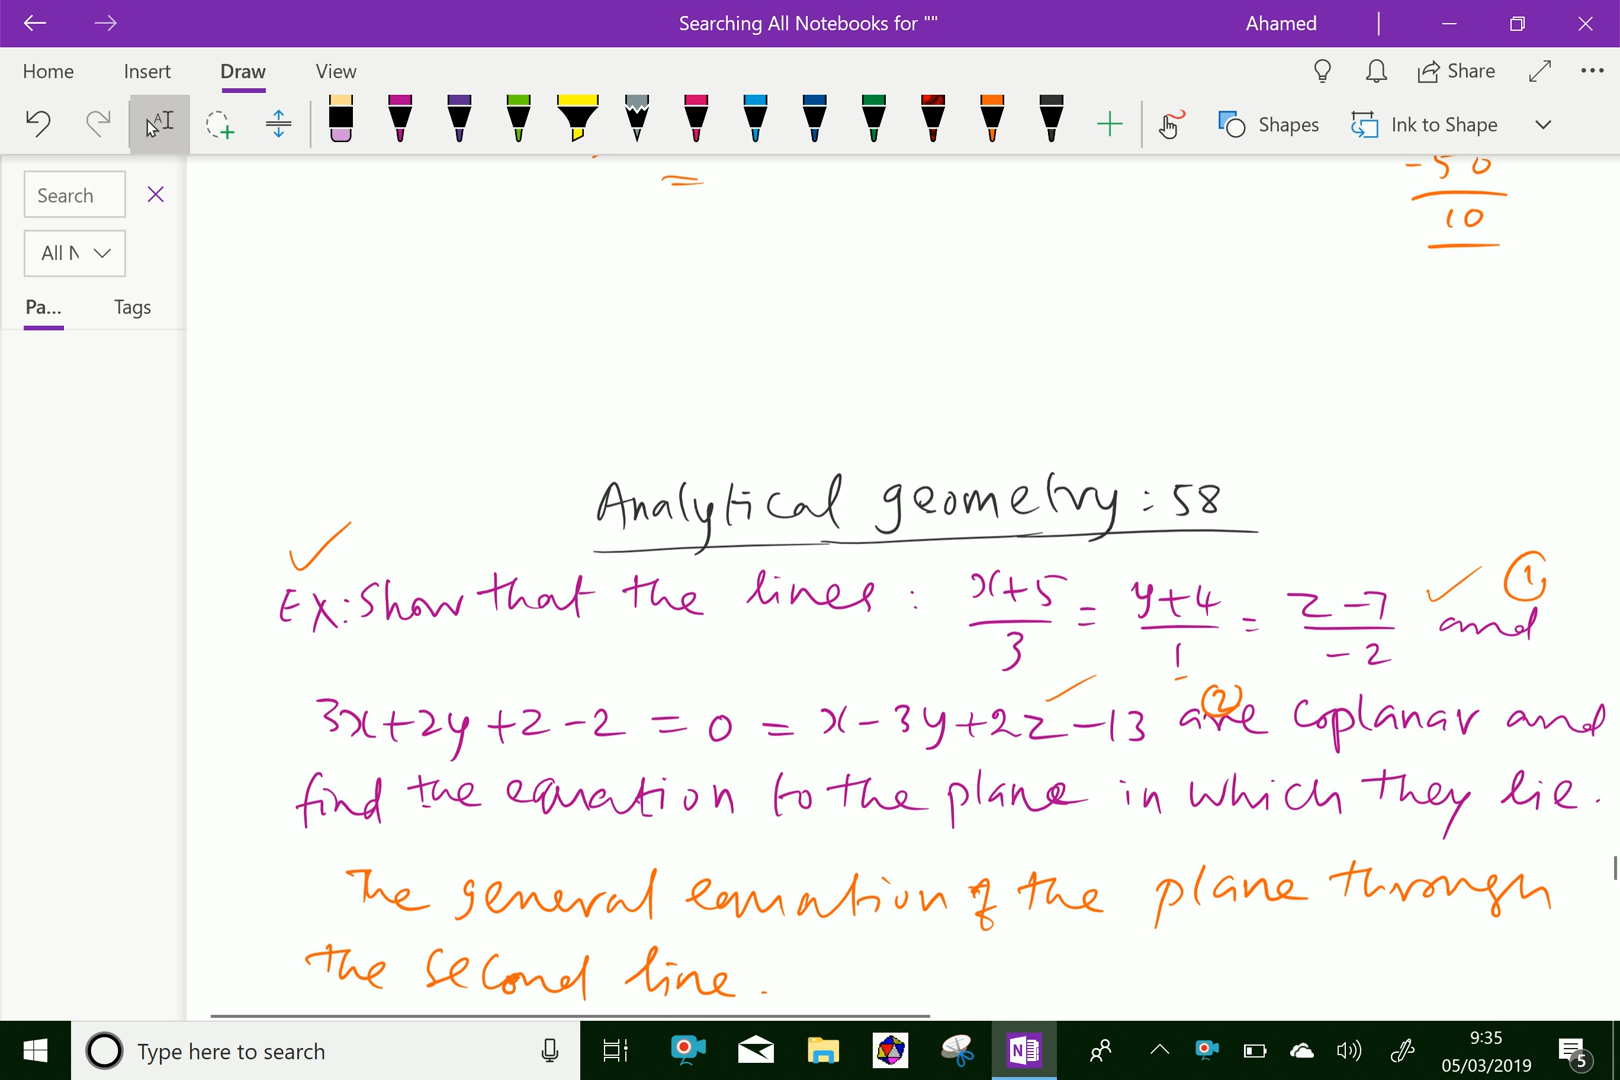 Searching All Notebooks for ""
Ahamed
Home Insert Draw View
Share
Shapes
Ink to Shape
Search
All N
Pa... Tags
-50
10
Analytical geometry: 58
Ex: Show that the lines : x+5/3 = y+4/1 = z-7/-2 and ①
3x+2y+z-2 = 0 = x-3y+2z-13 are coplanar and ②
find the equation to the plane in which they lie.
The general equation of the plane through
the second line.
Type here to search
N
9:35
05/03/2019
5